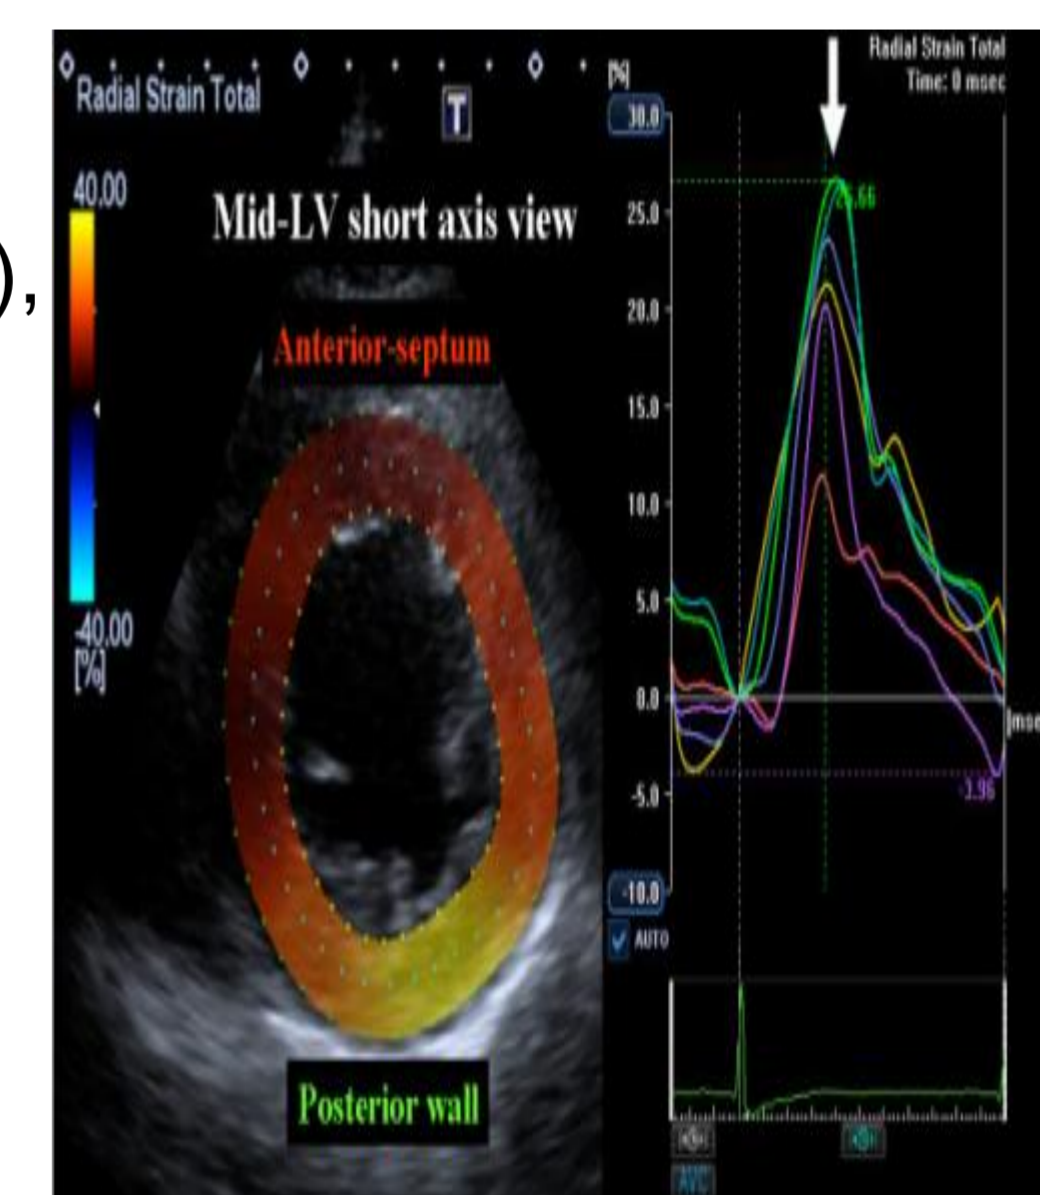 ),
Radial Strain Total
T
40.00
Mid-LV short axis view
Anterior-septum
-40.00
[%]
Posterior wall
Radial Strain Total
Time: 0 msec
[%]
30.0
25.0
20.0
15.0
10.0
5.0
0.0
-5.0
-10.0
-3.96
AUTO
AVC